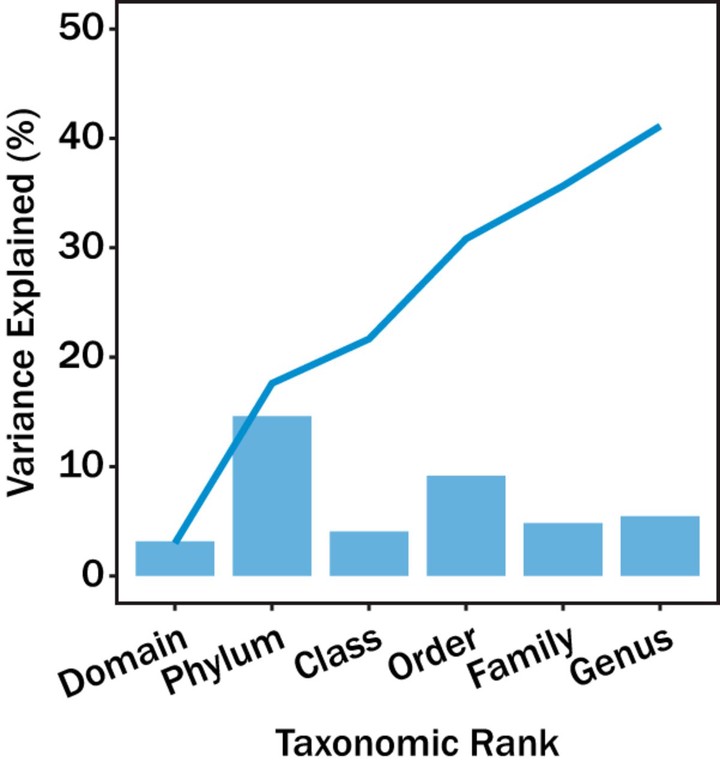 Variance Explained (%)
50
40
30
20
10
0
Domain
Phylum
Class
Order
Family
Genus
Taxonomic Rank